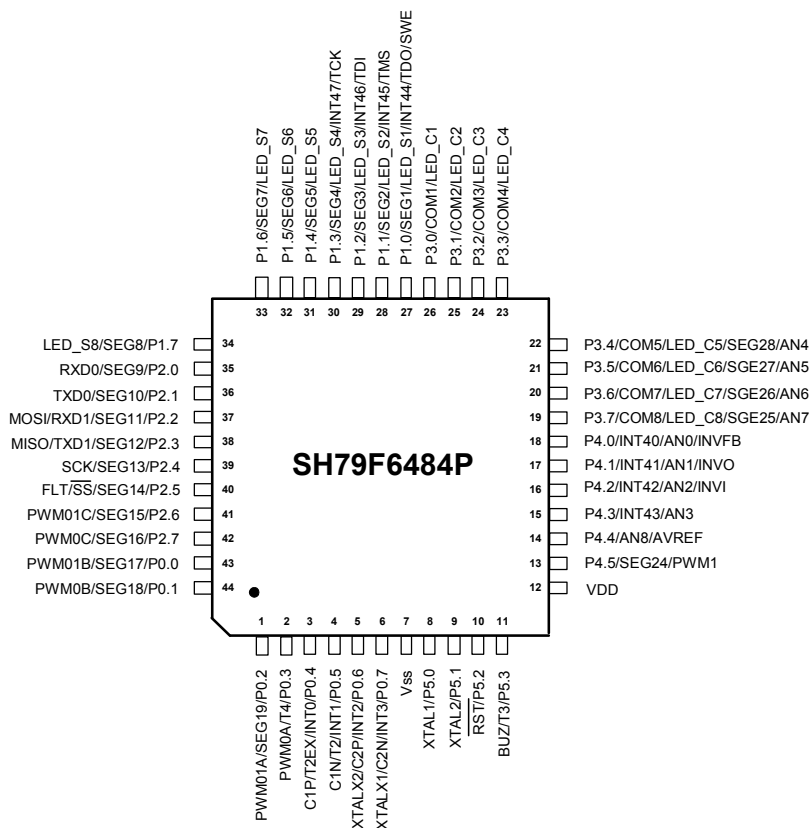 P1.6/SEG7/LED_S7
P1.5/SEG6/LED_S6
P1.4/SEG5/LED_S5
P1.3/SEG4/LED_S4/INT47/TCK
P1.2/SEG3/LED_S3/INT46/TDI
P1.1/SEG2/LED_S2/INT45/TMS
P1.0/SEG1/LED_S1/INT44/TDO/SWE
P3.0/COM1/LED_C1
P3.1/COM2/LED_C2
P3.2/COM3/LED_C3
P3.3/COM4/LED_C4
33 32 31 30 29 28 27 26 25 24 23
LED_S8/SEG8/P1.7 34
RXD0/SEG9/P2.0 35
TXD0/SEG10/P2.1 36
MOSI/RXD1/SEG11/P2.2 37
MISO/TXD1/SEG12/P2.3 38
SCK/SEG13/P2.4 39
FLT/SS/SEG14/P2.5 40
PWM01C/SEG15/P2.6 41
PWM0C/SEG16/P2.7 42
PWM01B/SEG17/P0.0 43
PWM0B/SEG18/P0.1 44
SH79F6484P
22 P3.4/COM5/LED_C5/SEG28/AN4
21 P3.5/COM6/LED_C6/SGE27/AN5
20 P3.6/COM7/LED_C7/SGE26/AN6
19 P3.7/COM8/LED_C8/SGE25/AN7
18 P4.0/INT40/AN0/INVFB
17 P4.1/INT41/AN1/INVO
16 P4.2/INT42/AN2/INVI
15 P4.3/INT43/AN3
14 P4.4/AN8/AVREF
13 P4.5/SEG24/PWM1
12 VDD
1 2 3 4 5 6 7 8 9 10 11
PWM01A/SEG19/P0.2
PWM0A/T4/P0.3
C1P/T2EX/INT0/P0.4
C1N/T2/INT1/P0.5
XTALX2/C2P/INT2/P0.6
XTALX1/C2N/INT3/P0.7
Vss
XTAL1/P5.0
XTAL2/P5.1
RST/P5.2
BUZ/T3/P5.3